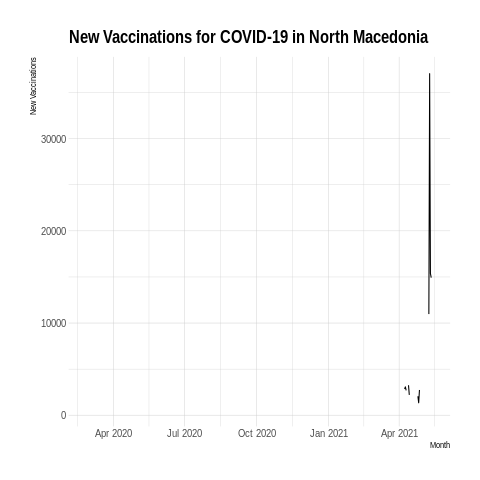 New Vaccinations for COVID-19 in North Macedonia
New Vaccinations
30000
20000
10000
0
Apr 2020 Jul 2020 Oct 2020 Jan 2021 Apr 2021
Month